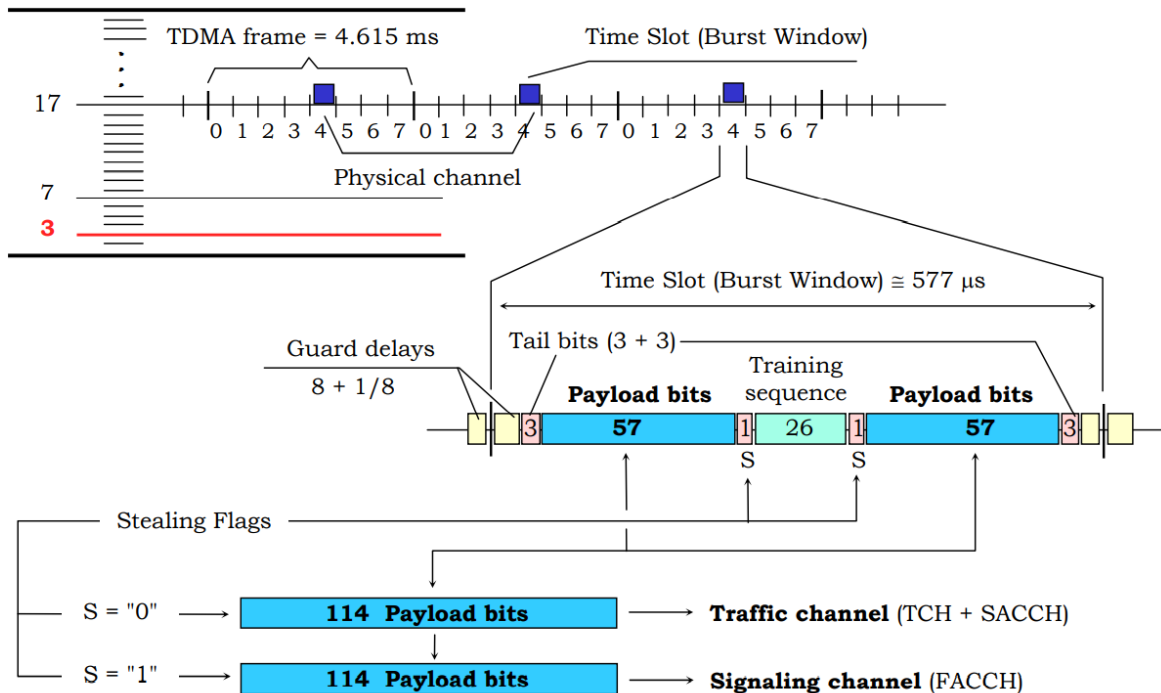 TDMA frame = 4.615 ms
Time Slot (Burst Window)
17
0 1 2 3 4 5 6 7 0 1 2 3 4 5 6 7 0 1 2 3 4 5 6 7
Physical channel
7
3
Time Slot (Burst Window) ≅ 577 μs
Tail bits (3 + 3)
Guard delays
8 + 1/8
Training
sequence
Payload bits
Payload bits
3 57 1 26 1 57 3
S S
Stealing Flags
S = "0"
114 Payload bits
Traffic channel (TCH + SACCH)
S = "1"
114 Payload bits
Signaling channel (FACCH)